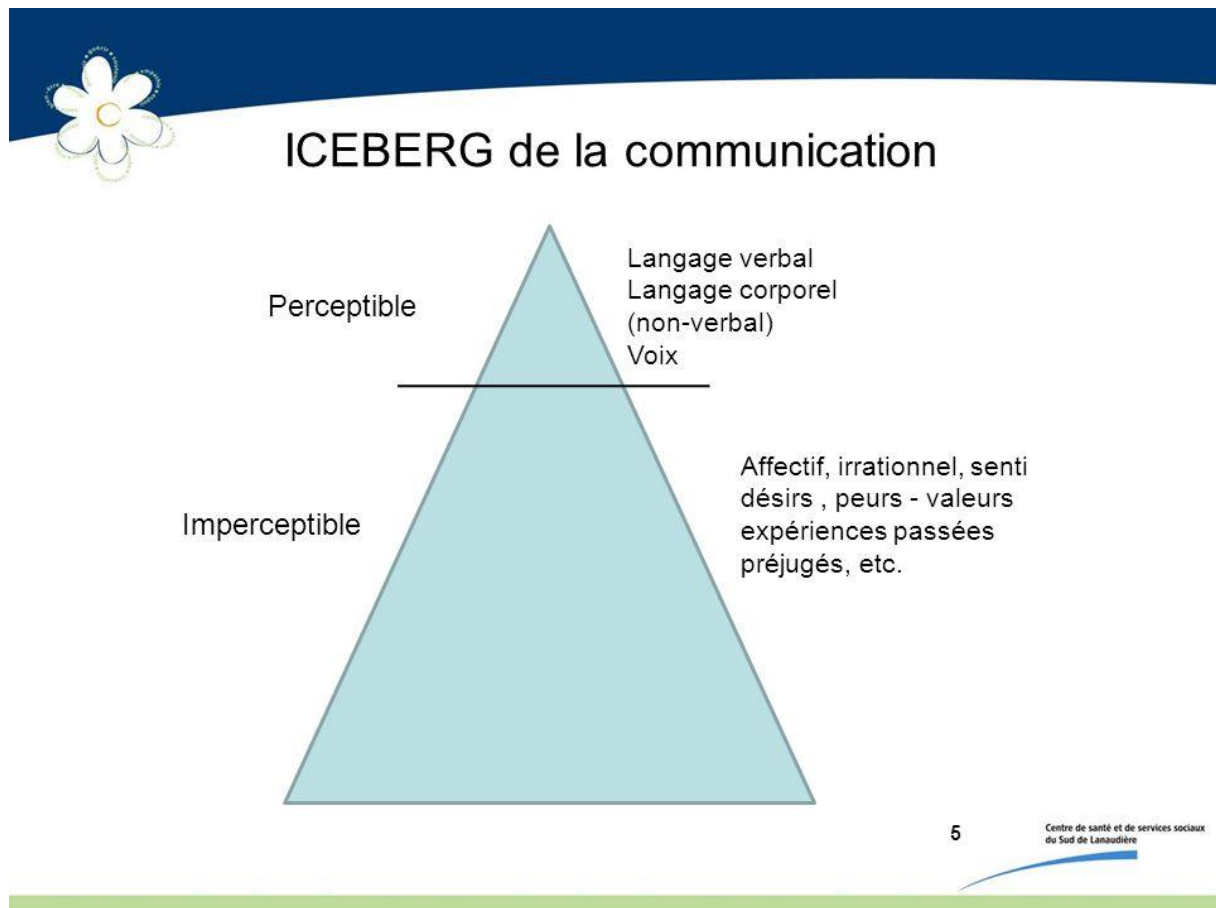 ICEBERG de la communication
Perceptible
Langage verbal
Langage corporel
(non-verbal)
Voix
Imperceptible
Affectif, irrationnel, senti
désirs , peurs - valeurs
expériences passées
préjugés, etc.
5
Centre de santé et de services sociaux
du Sud de Lanaudière